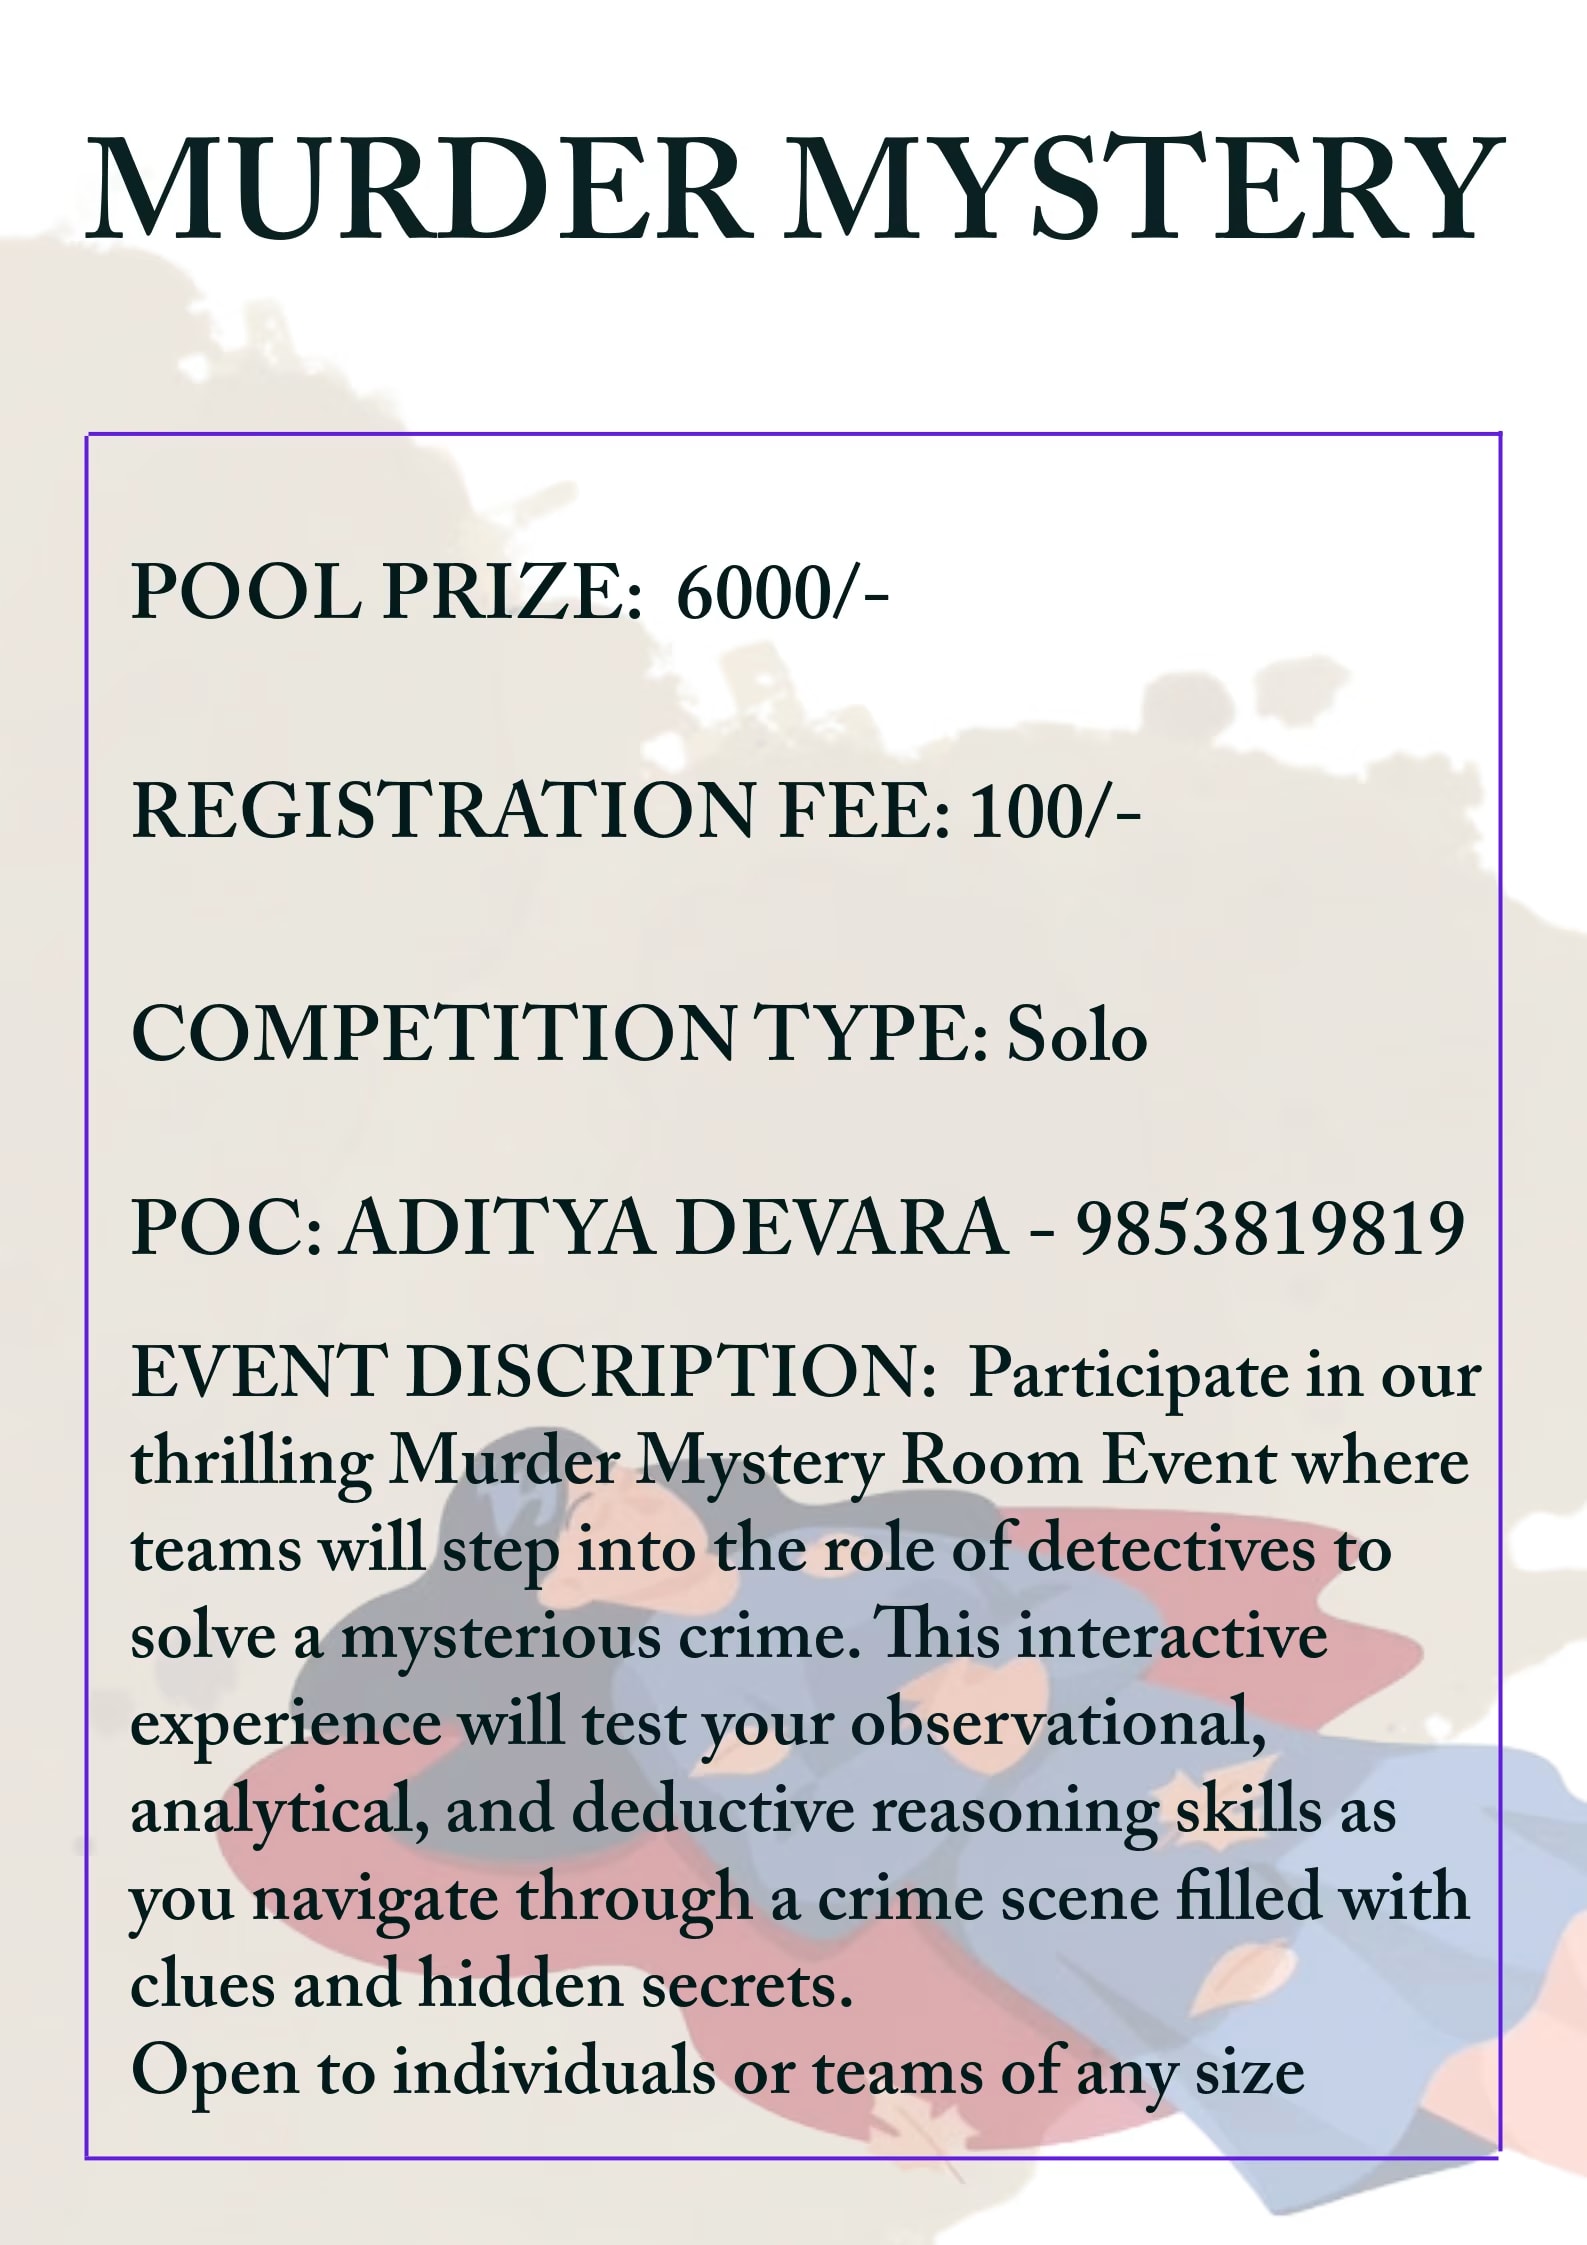 MURDER MYSTERY
POOL PRIZE: 6000/-
REGISTRATION FEE: 100/-
COMPETITION TYPE: Solo
POC: ADITYA DEVARA - 9853819819
EVENT DISCRIPTION: Participate in our
thrilling Murder Mystery Room Event where
teams will step into the role of detectives to
solve a mysterious crime. This interactive
experience will test your observational,
analytical, and deductive reasoning skills as
you navigate through a crime scene filled with
clues and hidden secrets.
Open to individuals or teams of any size